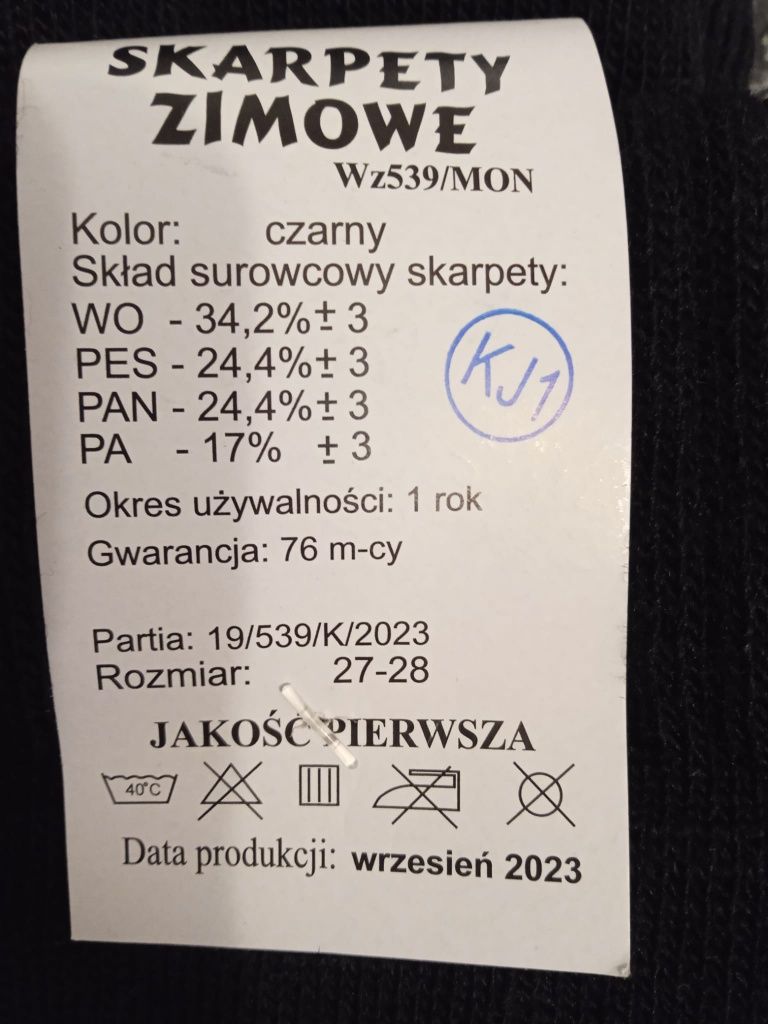 SKARPETY
ZIMOWE
Wz539/MON
Kolor: czarny
Skład surowcowy skarpety:
WO - 34,2% ± 3
PES - 24,4% ± 3
PAN - 24,4% ± 3
PA - 17% ± 3
KJ1
Okres używalności: 1 rok
Gwarancja: 76 m-cy
Partia: 19/539/K/2023
Rozmiar: 27-28
JAKOŚĆ PIERWSZA
40°C
Data produkcji: wrzesień 2023